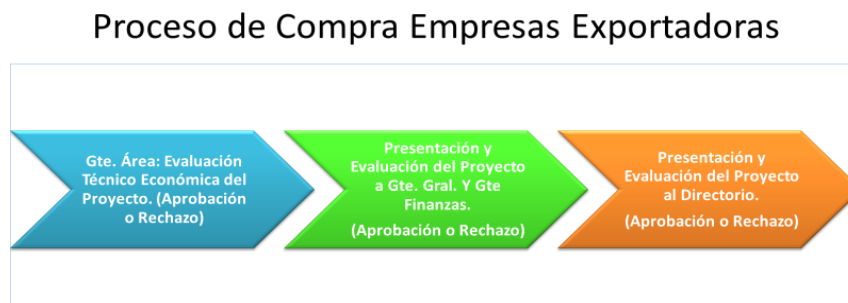 Proceso de Compra Empresas Exportadoras
Gte. Área: Evaluación
Técnico Económica del
Proyecto. (Aprobación
o Rechazo)
Presentación y
Evaluación del Proyecto
a Gte. Gral. Y Gte
Finanzas.
(Aprobación o Rechazo)
Presentación y
Evaluación del Proyecto
al Directorio.
(Aprobación o Rechazo)